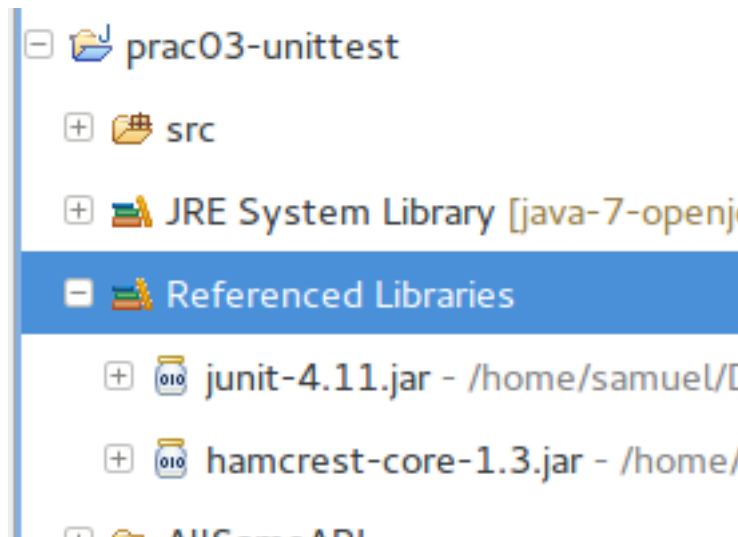 prac03-unittest
src
JRE System Library [java-7-openj
Referenced Libraries
junit-4.11.jar - /home/samuel/
hamcrest-core-1.3.jar - /home/